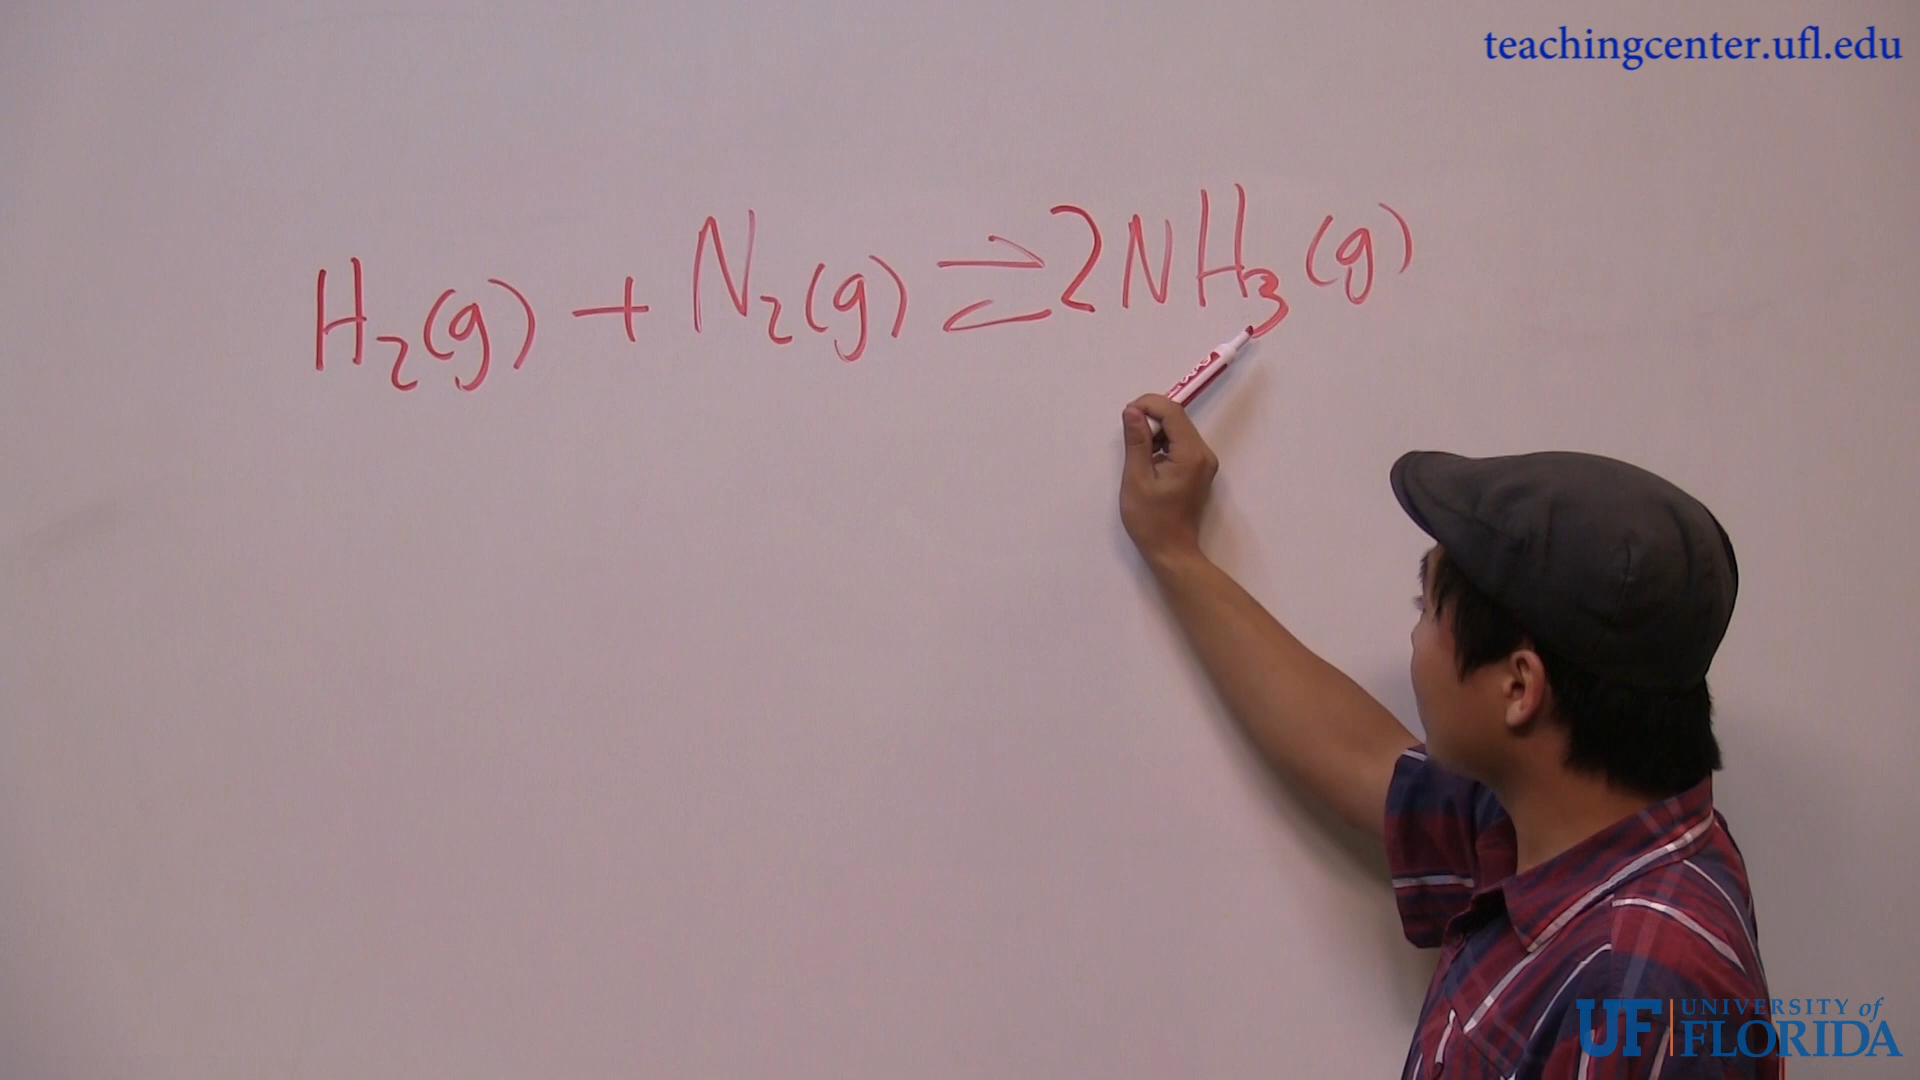 teachingcenter.ufl.edu
H₂(g) + N₂(g) ⇌ 2NH₃(g)
UF UNIVERSITY of
FLORIDA